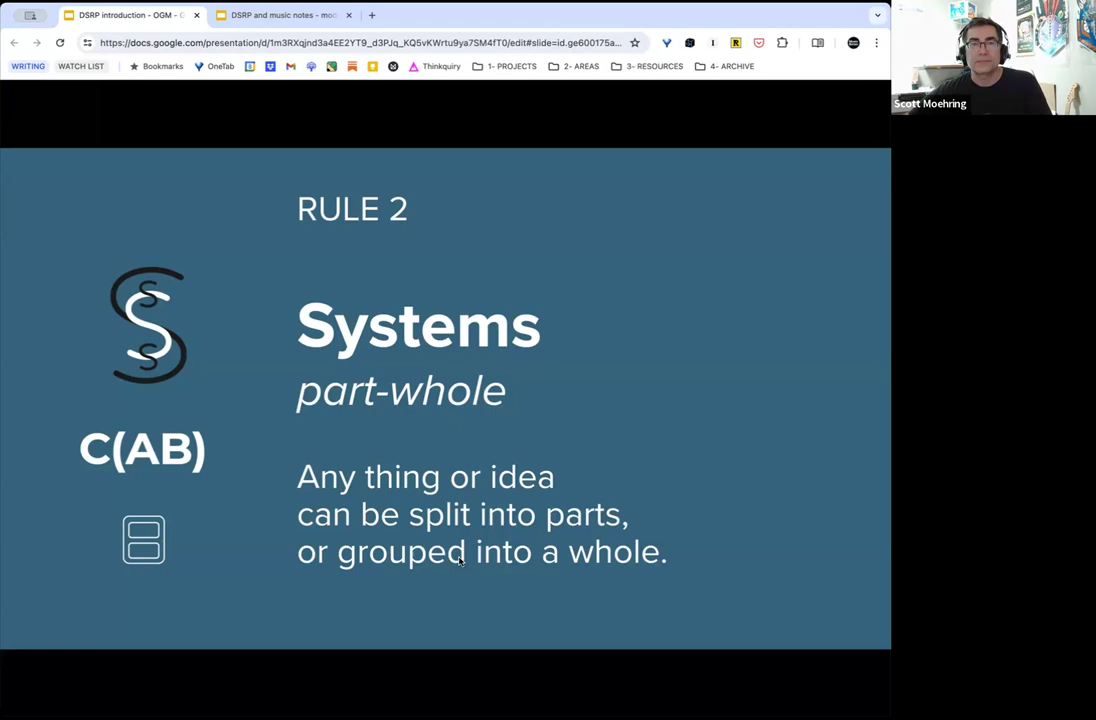 DSRP introduction - OGM - G
DSRP and music notes - mod
https://docs.google.com/presentation/d/1m3RXqjnd3a4EE2YT9_d3PJq_KQ5vKWrtu9ya7SM4fT0/edit#slide=id.ge600175a...
WRITING WATCH LIST Bookmarks OneTab Thinkquiry 1- PROJECTS 2- AREAS 3- RESOURCES 4- ARCHIVE
Scott Moehring
RULE 2
Systems
part-whole
C(AB)
Any thing or idea
can be split into parts,
or grouped into a whole.